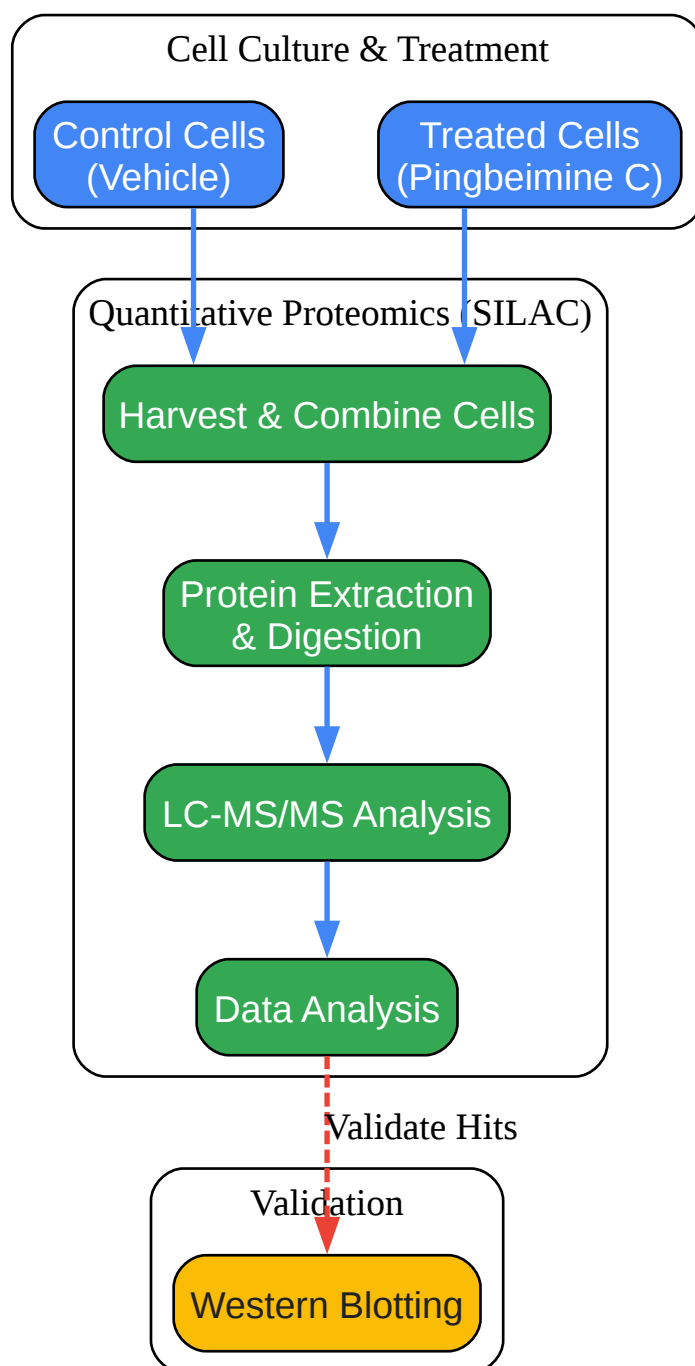 Cell Culture & Treatment
Control Cells
(Vehicle)
Treated Cells
(Pingbeimine C)
Quantitative Proteomics (SILAC)
Harvest & Combine Cells
Protein Extraction
& Digestion
LC-MS/MS Analysis
Data Analysis
Validate Hits
Validation
Western Blotting